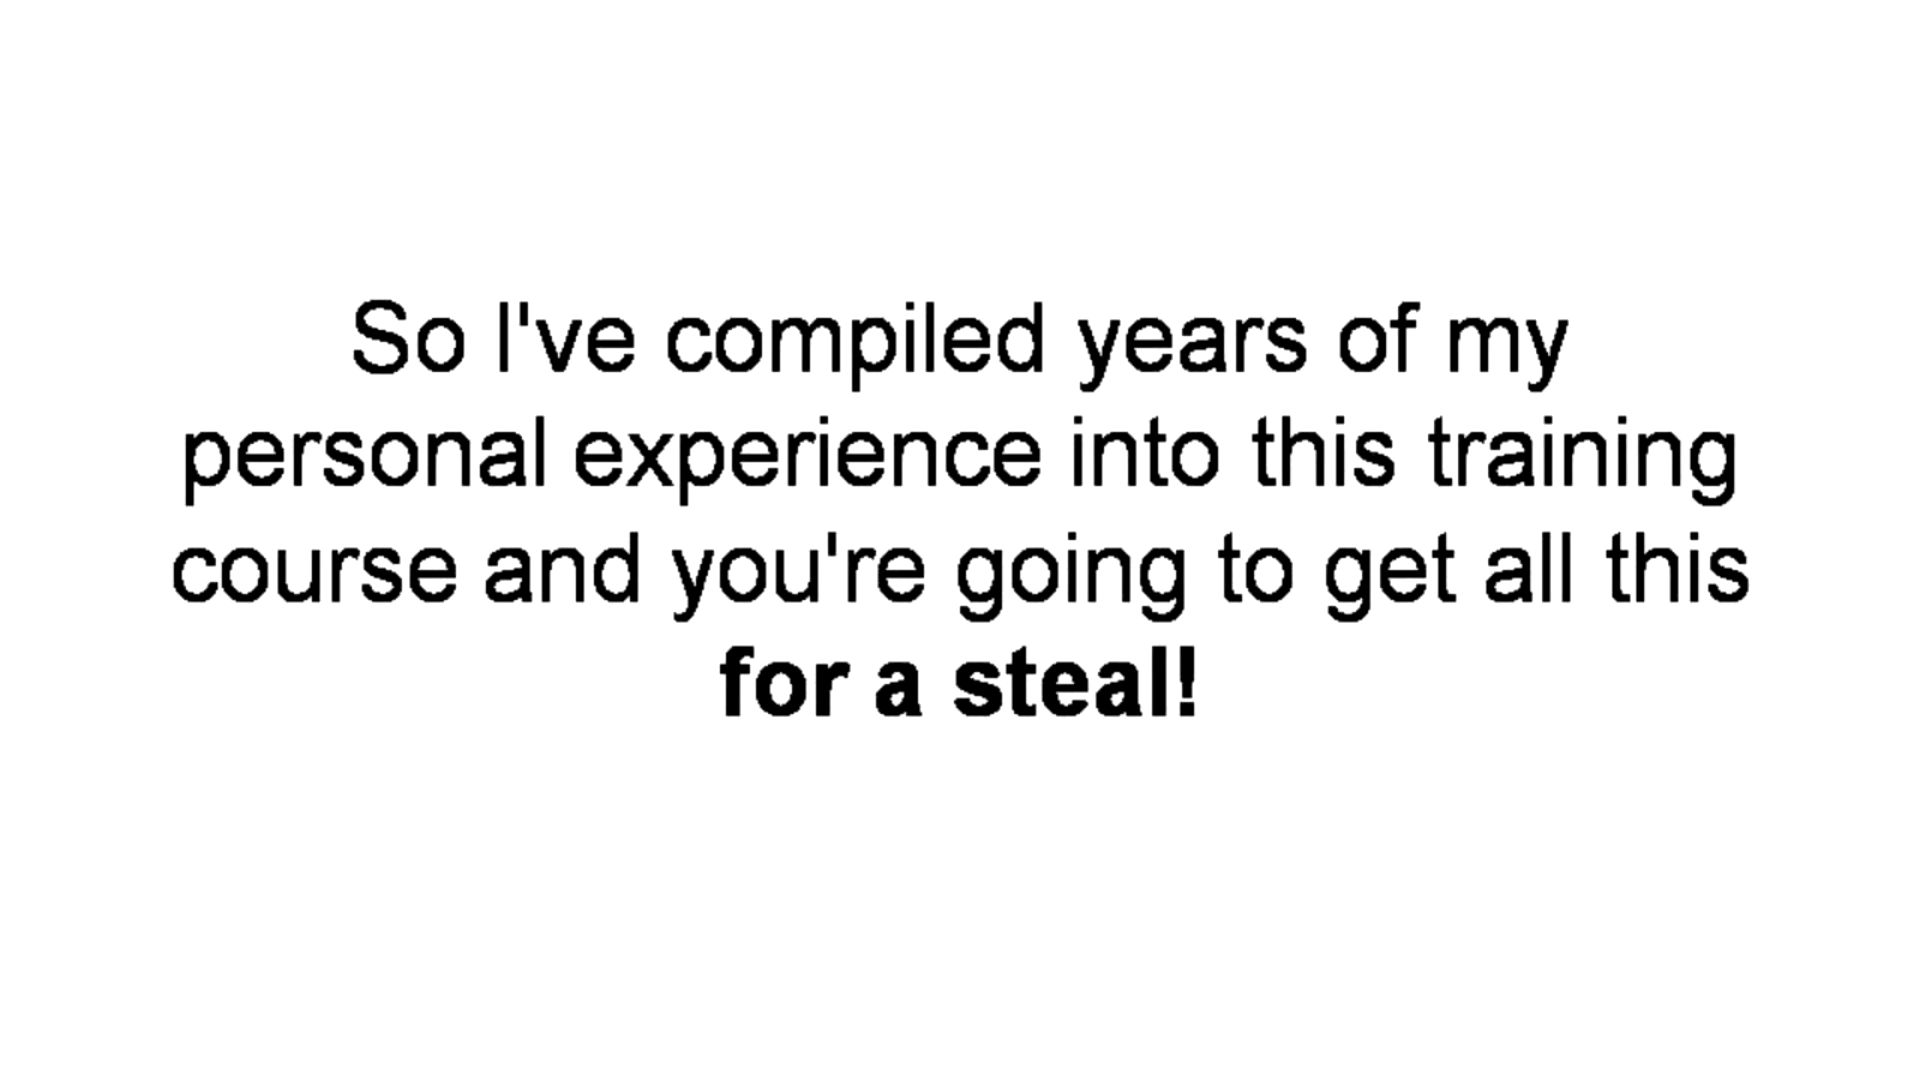 So I've compiled years of my
personal experience into this training
course and you're going to get all this
for a steal!